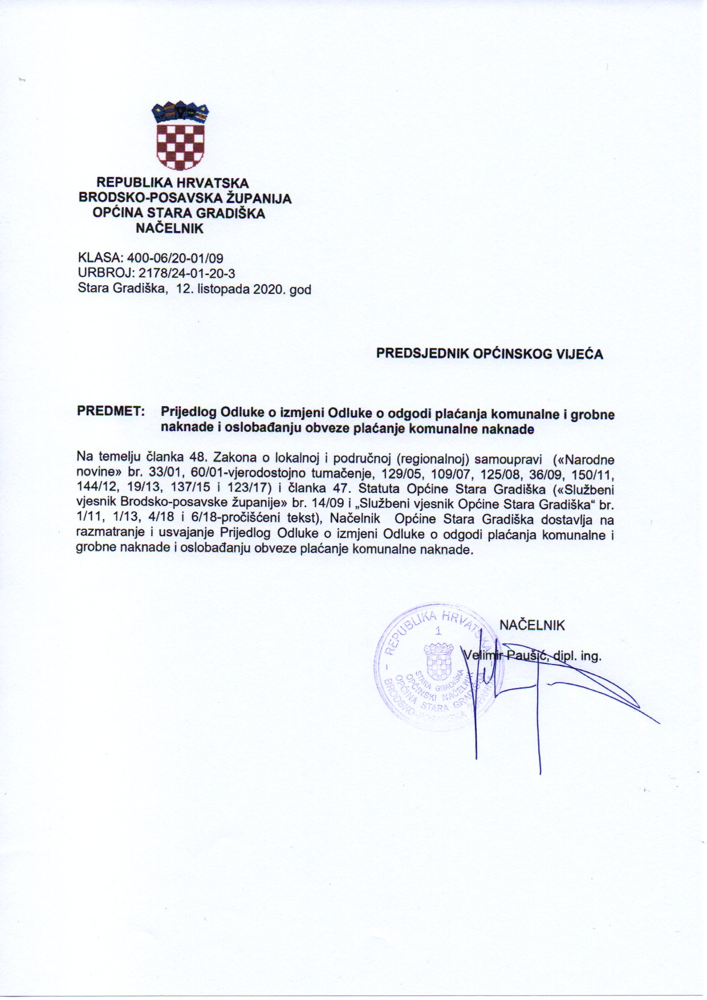 REPUBLIKA HRVATSKA
BRODSKO-POSAVSKA ŽUPANIJA
OPĆINA STARA GRADIŠKA
NAČELNIK
KLASA: 400-06/20-01/09
URBROJ: 2178/24-01-20-3
Stara Gradiška, 12. listopada 2020. god
PREDSJEDNIK OPĆINSKOG VIJEĆA
PREDMET: Prijedlog Odluke o izmjeni Odluke o odgodi plaćanja komunalne i grobne
naknade i oslobađanju obveze plaćanje komunalne naknade
Na temelju članka 48. Zakona o lokalnoj i područnoj (regionalnoj) samoupravi («Narodne
novine» br. 33/01, 60/01-vjerodostojno tumačenje, 129/05, 109/07, 125/08, 36/09, 150/11,
144/12, 19/13, 137/15 i 123/17) i članka 47. Statuta Općine Stara Gradiška («Službeni
vjesnik Brodsko-posavske županije» br. 14/09 i „Službeni vjesnik Općine Stara Gradiška“ br.
1/11, 1/13, 4/18 i 6/18-pročišćeni tekst), Načelnik Općine Stara Gradiška dostavlja na
razmatranje i usvajanje Prijedlog Odluke o izmjeni Odluke o odgodi plaćanja komunalne i
grobne naknade i oslobađanju obveze plaćanje komunalne naknade.
NAČELNIK
Velimir Paušić, dipl. ing.
REPUBLIKA HRVATSKA
1
STARA GRADIŠKA
OPĆINSKI NAČELNIK
OPĆINA STARA GRADIŠKA
BRODSKO-POSAVSKA ŽUPANIJA